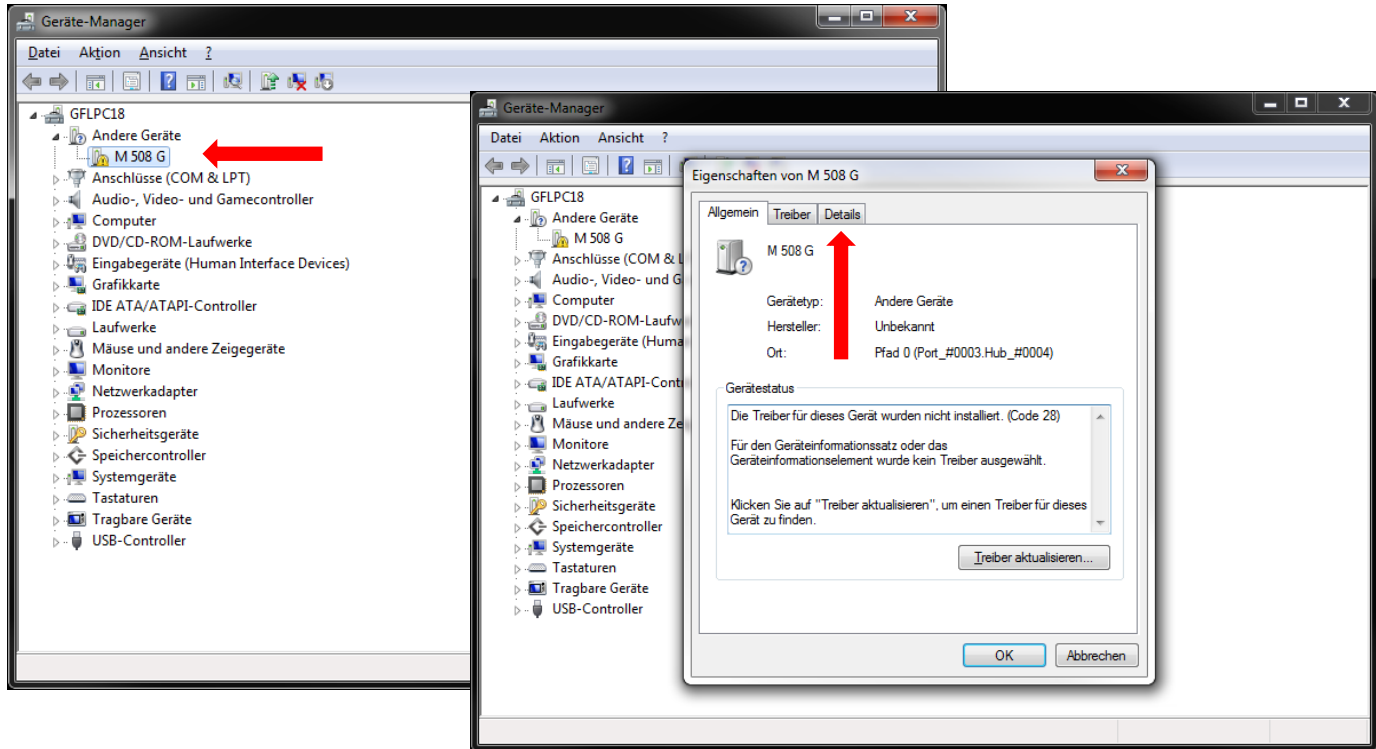 Geräte-Manager
Datei Aktion Ansicht ?
GFLPC18
Andere Geräte
M 508 G
Anschlüsse (COM & LPT)
Audio-, Video- und Gamecontroller
Computer
DVD/CD-ROM-Laufwerke
Eingabegeräte (Human Interface Devices)
Grafikkarte
IDE ATA/ATAPI-Controller
Laufwerke
Mäuse und andere Zeigegeräte
Monitore
Netzwerkadapter
Prozessoren
Sicherheitsgeräte
Speichercontroller
Systemgeräte
Tastaturen
Tragbare Geräte
USB-Controller
Geräte-Manager
Datei Aktion Ansicht ?
GFLPC18
Andere Geräte
M 508 G
Anschlüsse (COM & L
Audio-, Video- und G
Computer
DVD/CD-ROM-Laufw
Eingabegeräte (Huma
Grafikkarte
IDE ATA/ATAPI-Contr
Laufwerke
Mäuse und andere Ze
Monitore
Netzwerkadapter
Prozessoren
Sicherheitsgeräte
Speichercontroller
Systemgeräte
Tastaturen
Tragbare Geräte
USB-Controller
Eigenschaften von M 508 G
Allgemein Treiber Details
M 508 G
Gerätetyp: Andere Geräte
Hersteller: Unbekannt
Ort: Pfad 0 (Port_#0003.Hub_#0004)
Gerätestatus
Die Treiber für dieses Gerät wurden nicht installiert. (Code 28)
Für den Geräteinformationssatz oder das
Geräteinformationselement wurde kein Treiber ausgewählt.
Klicken Sie auf "Treiber aktualisieren", um einen Treiber für dieses
Gerät zu finden.
Treiber aktualisieren...
OK Abbrechen